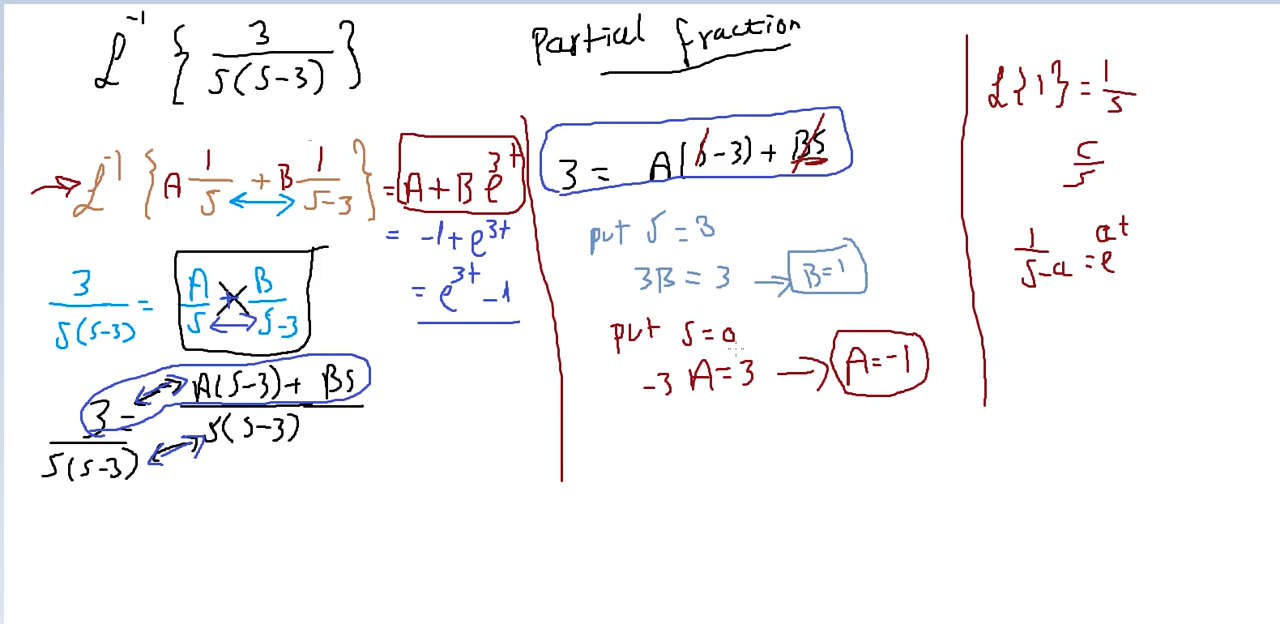 ℒ⁻¹ { 3 / s(s-3) }
ℒ⁻¹ { A 1/s + B 1/(s-3) } = A + B e^3t
= -1 + e^3t
= e^3t - 1
3 / s(s-3) = A/s + B/(s-3)
3 / s(s-3) = A(s-3) + Bs / s(s-3)
Partial fraction
3 = A(s-3) + Bs
put s = 3
3B = 3 → B=1
put s = 0
-3 A = 3 → A = -1
ℒ{1} = 1/s
c/s
1/(s-a) = e^at